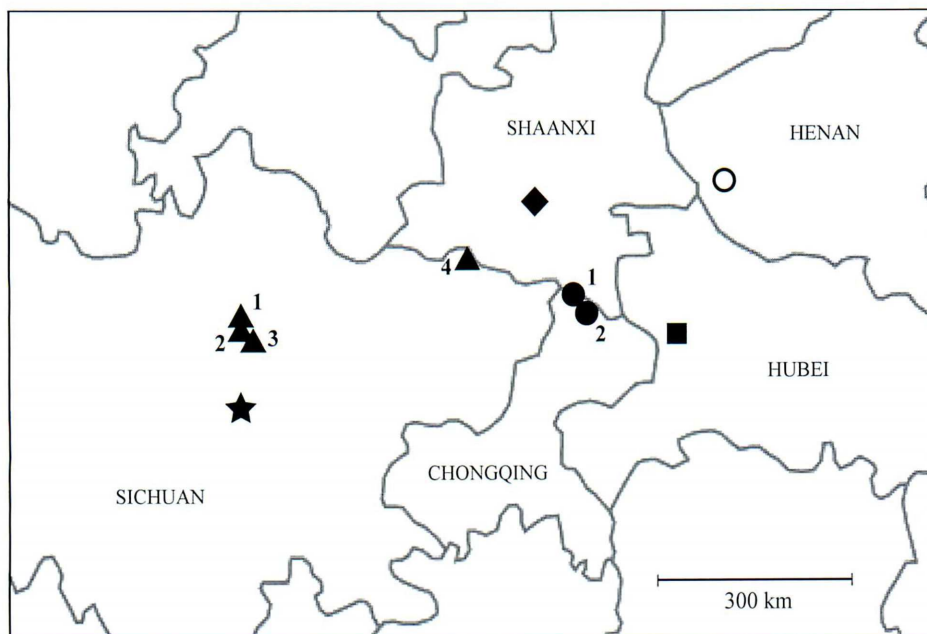 SHAANXI
HENAN
4
1
2
1
2
3
HUBEI
CHONGQING
SICHUAN
300 km